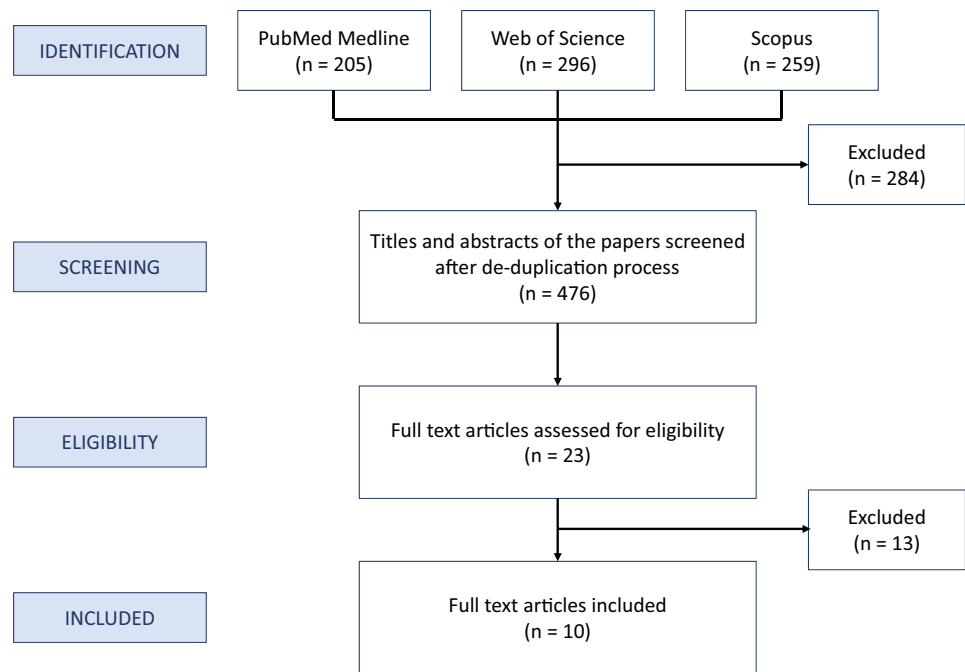 IDENTIFICATION
PubMed Medline
(n = 205)
Web of Science
(n = 296)
Scopus
(n = 259)
Excluded
(n = 284)
SCREENING
Titles and abstracts of the papers screened
after de-duplication process
(n = 476)
ELIGIBILITY
Full text articles assessed for eligibility
(n = 23)
Excluded
(n = 13)
INCLUDED
Full text articles included
(n = 10)